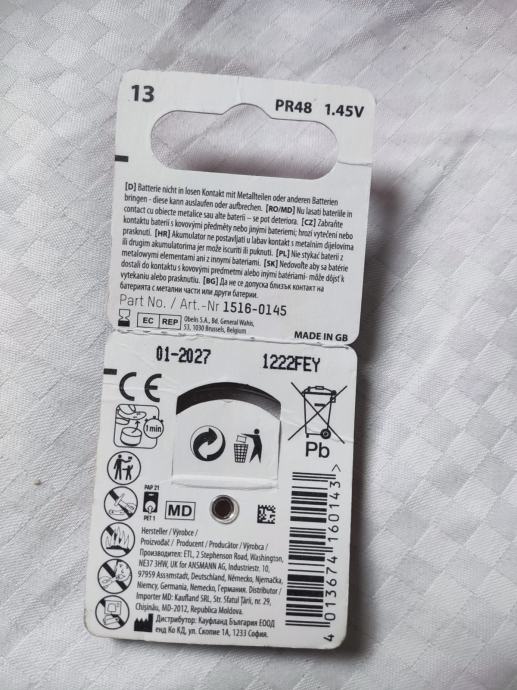 13
PR48 1.45V
[D] Batterie nicht in losen Kontakt mit Metallteilen oder anderen Batterien
bringen - diese kann auslaufen oder aufbrechen. [RO/MD] Nu lasati bateriile in
contact cu obiecte metalice sau alte baterii – se pot deteriora. [CZ] Zabraňte
kontaktu baterií s kovovými předměty nebo jinými bateriemi; hrozí vytečení nebo
prasknutí. [HR] Akumulator ne postavljati u labav kontakt s metalnim dijelovima
ili drugim akumulatorima jer može iscuriti ili puknuti. [PL] Nie stykać baterii z
metalowymi elementami ani z innymi bateriami. [SK] Nedovoľte aby sa batérie
dostali do kontaktu s kovovými predmetmi alebo inými batériami- môže dôjsť k
vytekaniu alebo prasknutiu. [BG] Да не се допуска близък контакт на
батерията с метални части или други батерии.
Part No. / Art.-Nr 1516-0145
EC REP
Obelis S.A., Bd. General Wahis,
53, 1030 Brussels, Belgium
MADE IN GB
01-2027 1222FEY
CE
1min
Pb
PAP 21
PET 1
MD
Hersteller / Výrobce /
Proizvođač / Producent / Producător / Výrobca /
Производител: ETL, 2 Stephenson Road, Washington,
NE37 3HW, UK for ANSMANN AG, Industriestr. 10,
97959 Assamstadt, Deutschland, Německo, Njemačka,
Niemcy, Germania, Nemecko, Германия. Distributor /
Importer MD: Kaufland SRL, Str. Sfatul Țării, nr. 29,
Chișinău, MD-2012, Republica Moldova.
Дистрибутор: Кауфланд България ЕООД
енд Ко КД, ул. Скопие 1А, 1233 София.
4 013674 160143 >